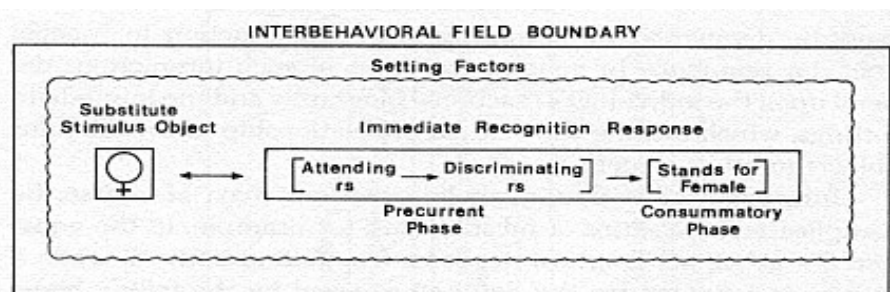 INTERBEHAVIORAL FIELD BOUNDARY
Setting Factors
Substitute
Stimulus Object
Immediate Recognition Response
Attending
rs
Discriminating
rs
Stands for
Female
Precurrent
Phase
Consummatory
Phase